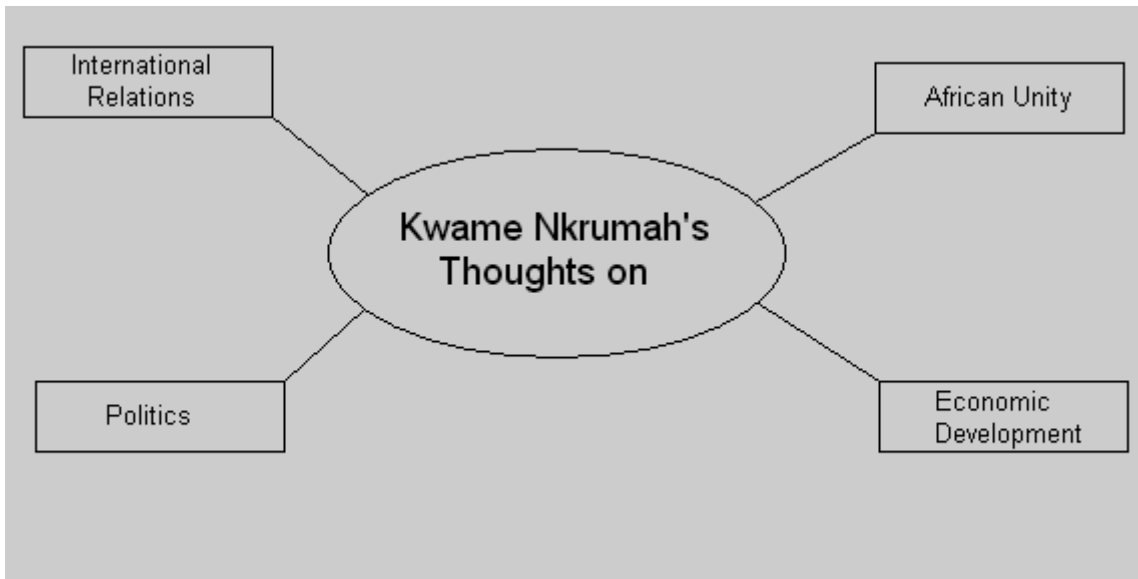 International
Relations
African Unity
Kwame Nkrumah's
Thoughts on
Politics
Economic
Development